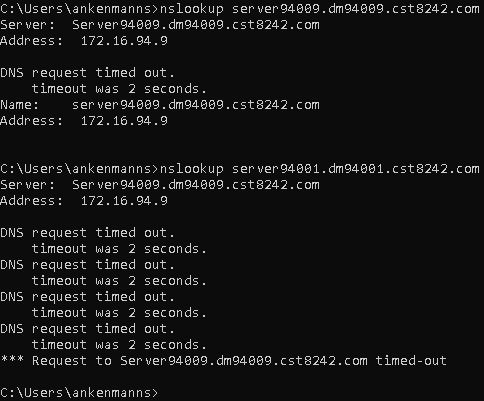 C:\Users\ankenmanns>nslookup server94009.dm94009.cst8242.com
Server:  Server94009.dm94009.cst8242.com
Address:  172.16.94.9
DNS request timed out.
    timeout was 2 seconds.
Name:    server94009.dm94009.cst8242.com
Address:  172.16.94.9
C:\Users\ankenmanns>nslookup server94001.dm94001.cst8242.com
Server:  Server94009.dm94009.cst8242.com
Address:  172.16.94.9
DNS request timed out.
    timeout was 2 seconds.
DNS request timed out.
    timeout was 2 seconds.
DNS request timed out.
    timeout was 2 seconds.
DNS request timed out.
    timeout was 2 seconds.
*** Request to Server94009.dm94009.cst8242.com timed-out
C:\Users\ankenmanns>